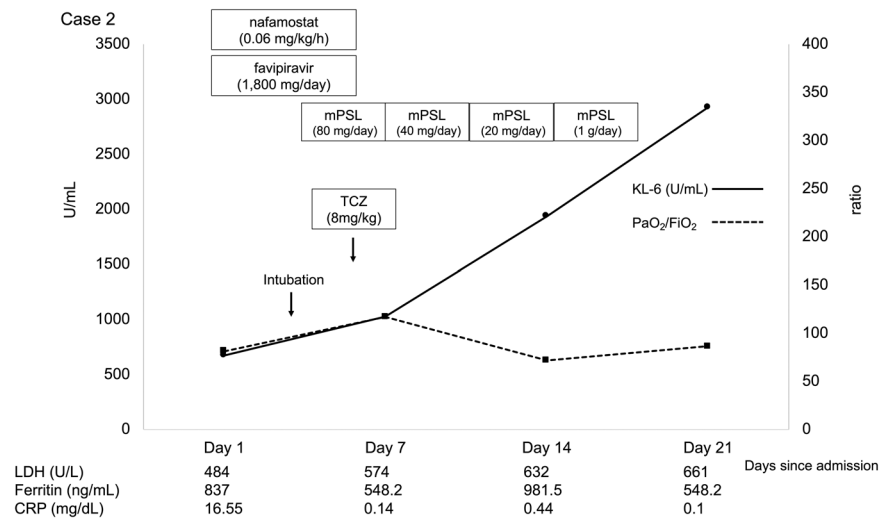 Case 2
nafamostat
(0.06 mg/kg/h)
favipiravir
(1,800 mg/day)
mPSL
(80 mg/day)
mPSL
(40 mg/day)
mPSL
(20 mg/day)
mPSL
(1 g/day)
TCZ
(8mg/kg)
Intubation
KL-6 (U/mL)
PaO₂/FiO₂
U/mL
3500
3000
2500
2000
1500
1000
500
0
ratio
400
350
300
250
200
150
100
50
0
Day 1 Day 7 Day 14 Day 21
Days since admission
LDH (U/L) 484 574 632 661
Ferritin (ng/mL) 837 548.2 981.5 548.2
CRP (mg/dL) 16.55 0.14 0.44 0.1